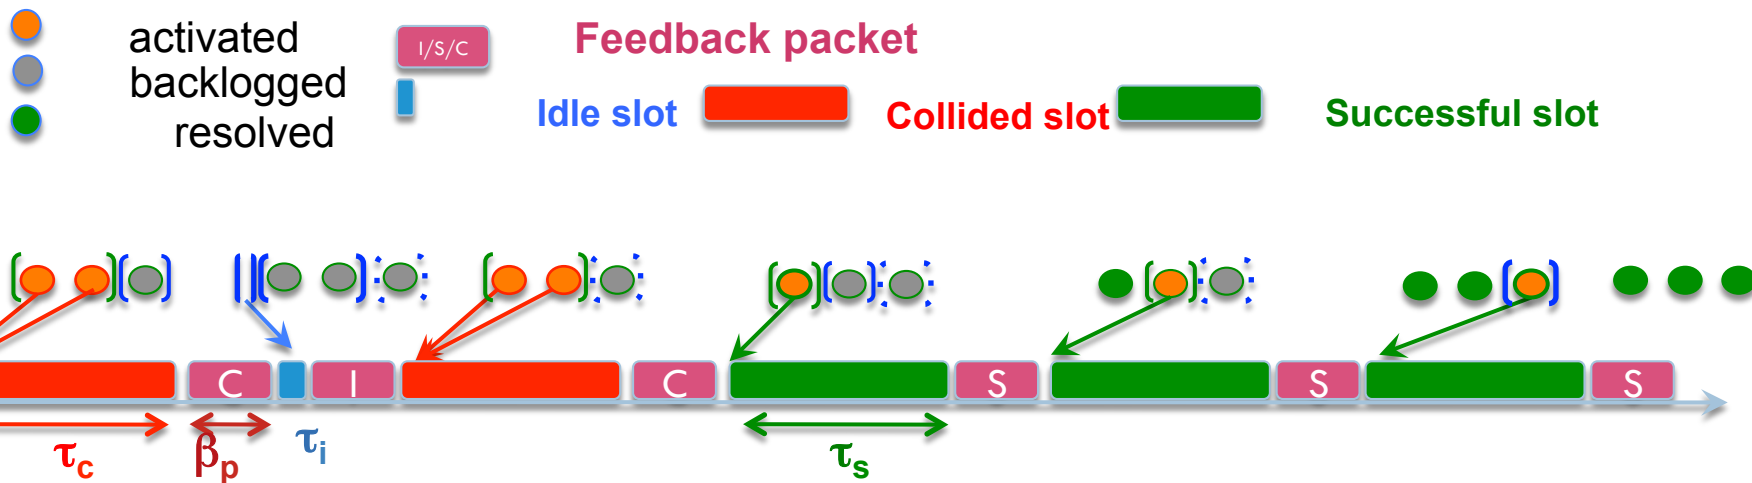 activated
I/S/C
Feedback packet
backlogged
Idle slot
Collided slot
Successful slot
resolved
C
I
C
S
S
S
τc
βp
τi
τs